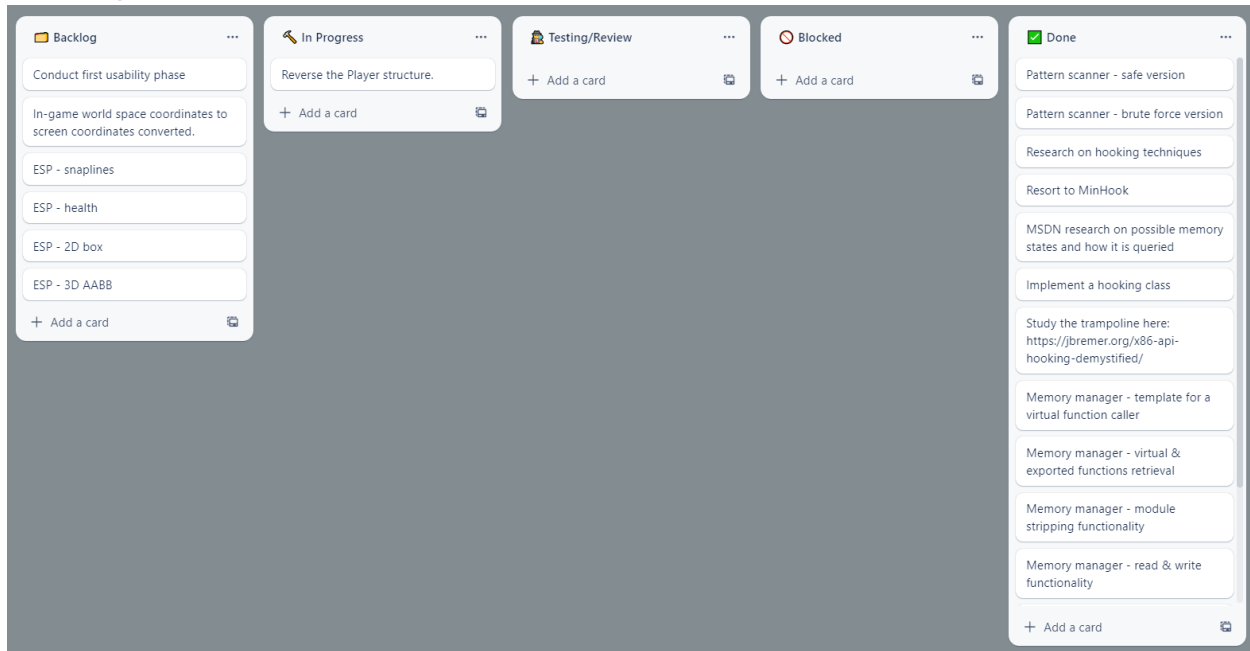 Backlog
Conduct first usability phase
In-game world space coordinates to
screen coordinates converted.
ESP - snaplines
ESP - health
ESP - 2D box
ESP - 3D AABB
+ Add a card
In Progress
Reverse the Player structure.
+ Add a card
Testing/Review
+ Add a card
Blocked
+ Add a card
Done
Pattern scanner - safe version
Pattern scanner - brute force version
Research on hooking techniques
Resort to MinHook
MSDN research on possible memory
states and how it is queried
Implement a hooking class
Study the trampoline here:
https://jbremer.org/x86-api-
hooking-demystified/
Memory manager - template for a
virtual function caller
Memory manager - virtual &
exported functions retrieval
Memory manager - module
stripping functionality
Memory manager - read & write
functionality
+ Add a card